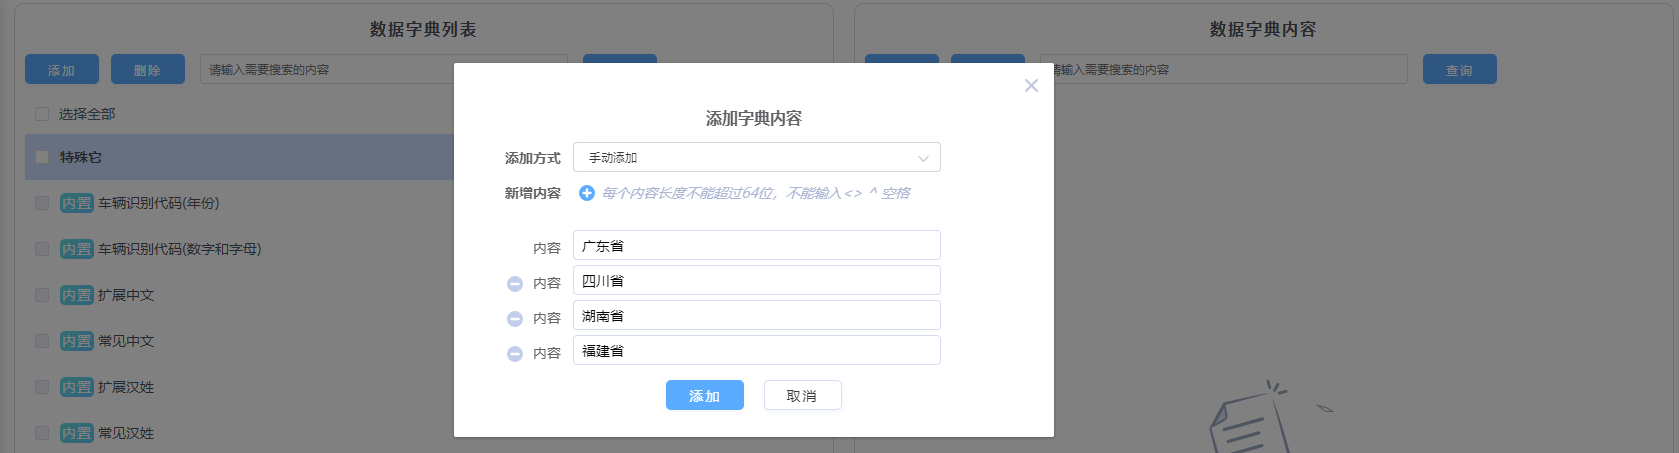 数据字典列表
数据字典内容
添加
删除
请输入需要搜索的内容
请输入需要搜索的内容
查询
选择全部
特殊它
内置 车辆识别代码(年份)
内置 车辆识别代码(数字和字母)
内置 扩展中文
内置 常见中文
内置 扩展汉姓
内置 常见汉姓
添加字典内容
添加方式 手动添加
新增内容 每个内容长度不能超过64位，不能输入<> ^ 空格
内容 广东省
内容 四川省
内容 湖南省
内容 福建省
添加
取消